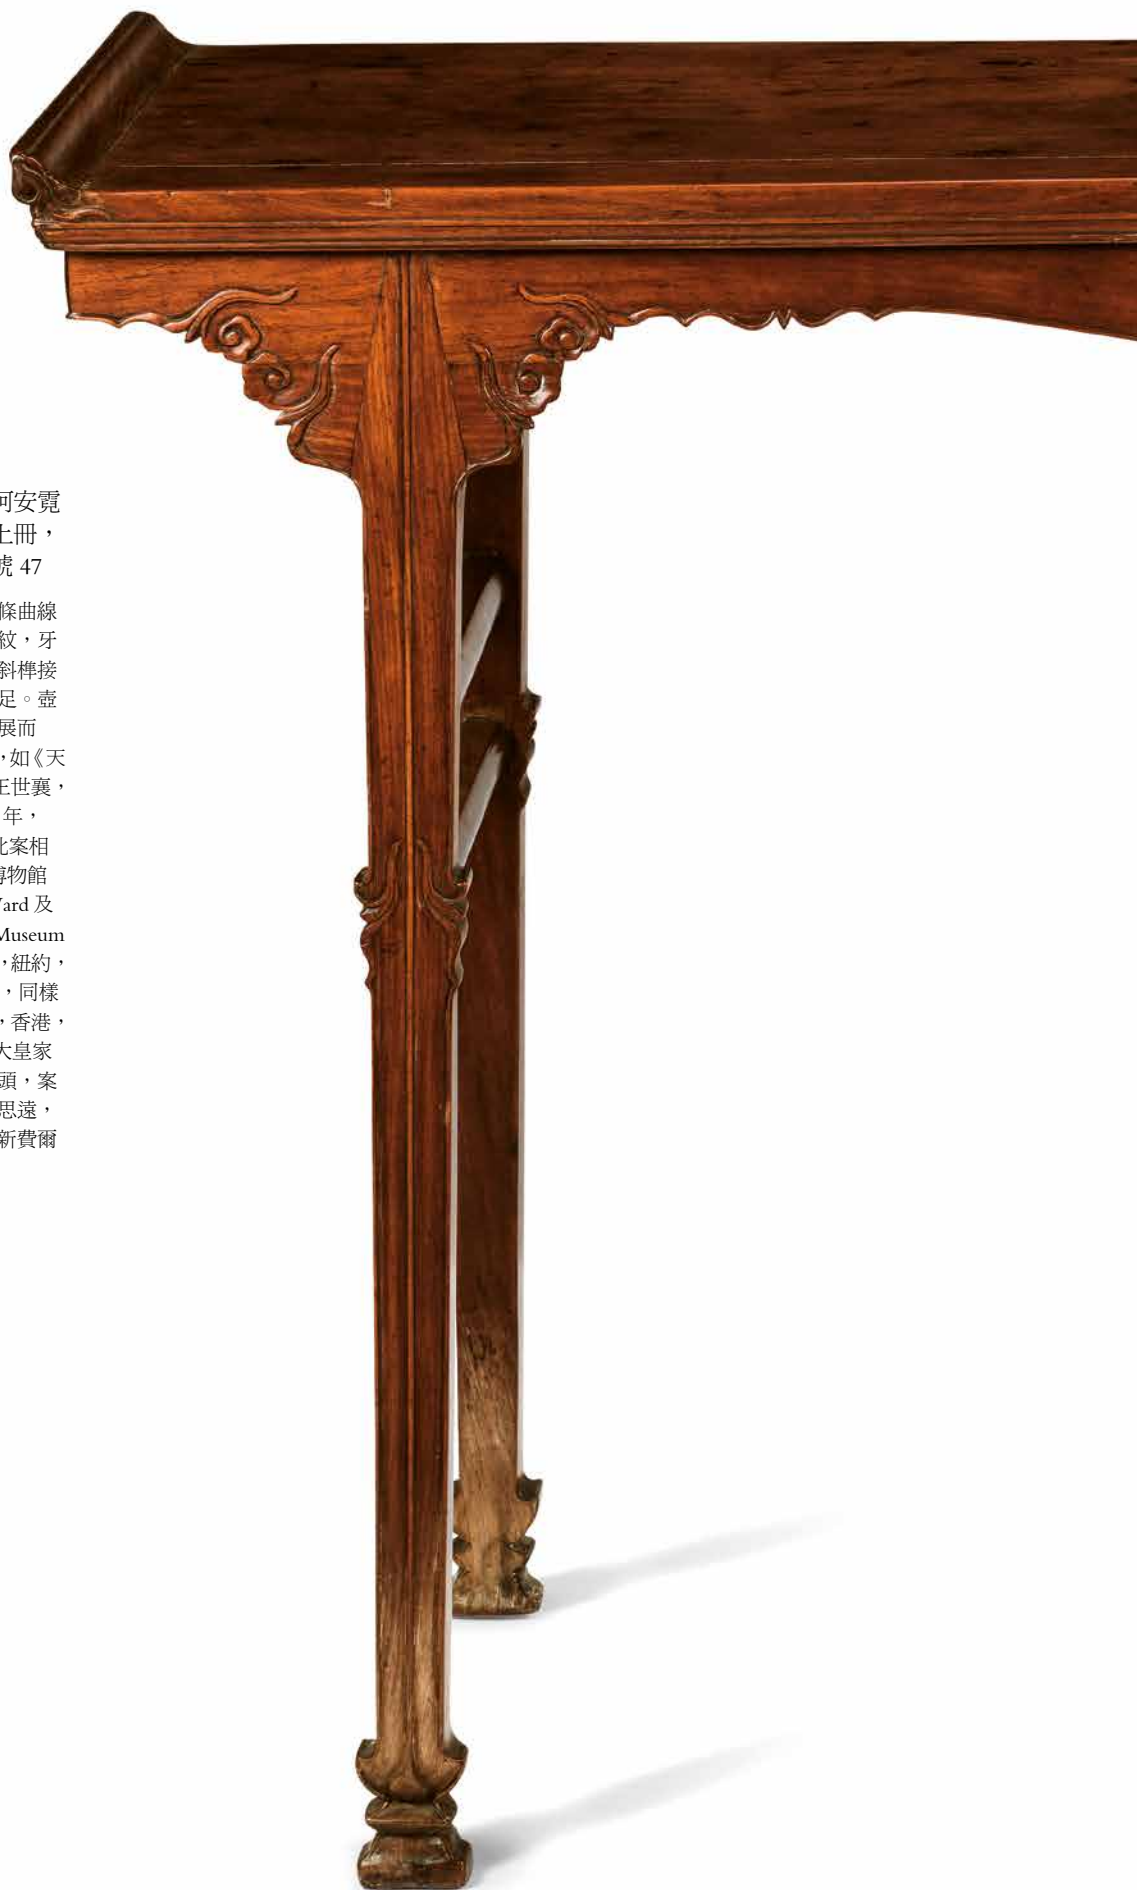 何安霓
上冊，
號 47
條曲線
紋，牙
斜榫接
足。壺
展而
，如《天
王世襄，
年，
此案相
博物館
Ward 及
Museum
，紐約，
，同樣
，香港，
大皇家
頭，案
思遠，
新費爾